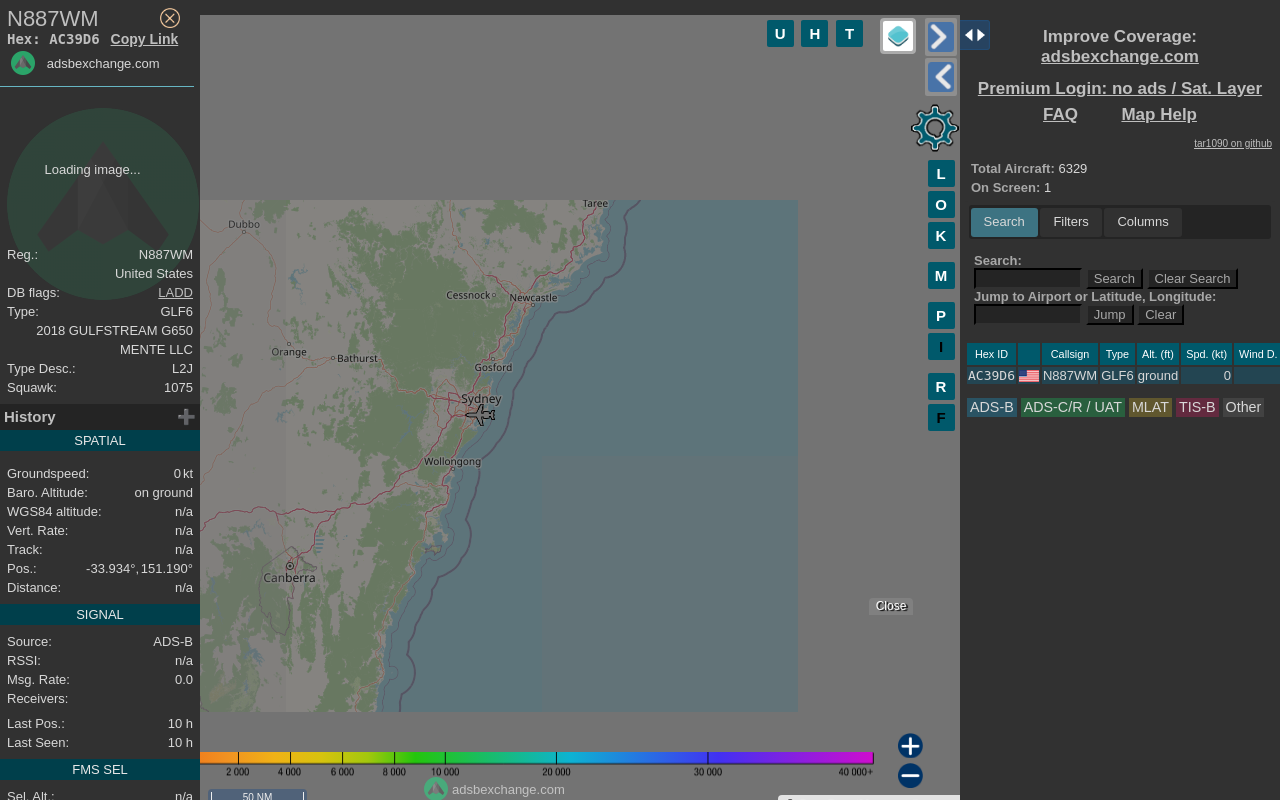 N887WM
Hex: AC39D6 Copy Link
adsbexchange.com
Loading image...
Reg.: N887WM
United States
DB flags: LADD
Type: GLF6
2018 GULFSTREAM G650
MENTE LLC
Type Desc.: L2J
Squawk: 1075
History
SPATIAL
Groundspeed: 0 kt
Baro. Altitude: on ground
WGS84 altitude: n/a
Vert. Rate: n/a
Track: n/a
Pos.: -33.934°, 151.190°
Distance: n/a
SIGNAL
Source: ADS-B
RSSI: n/a
Msg. Rate: 0.0
Receivers:
Last Pos.: 10 h
Last Seen: 10 h
FMS SEL
Sel. Alt.: n/a
U H T
L
O
K
M
P
I
R
F
Taree
Dubbo
Cessnock
Newcastle
Orange
Bathurst
Gosford
Sydney
Wollongong
Canberra
Close
2 000 4 000 6 000 8 000 10 000 20 000 30 000 40 000+
adsbexchange.com
50 NM
Improve Coverage:
adsbexchange.com
Premium Login: no ads / Sat. Layer
FAQ Map Help
tar1090 on github
Total Aircraft: 6329
On Screen: 1
Search Filters Columns
Search:
Search Clear Search
Jump to Airport or Latitude, Longitude:
Jump Clear
Hex ID Callsign Type Alt. (ft) Spd. (kt) Wind D.
AC39D6 N887WM GLF6 ground 0
ADS-B ADS-C/R / UAT MLAT TIS-B Other